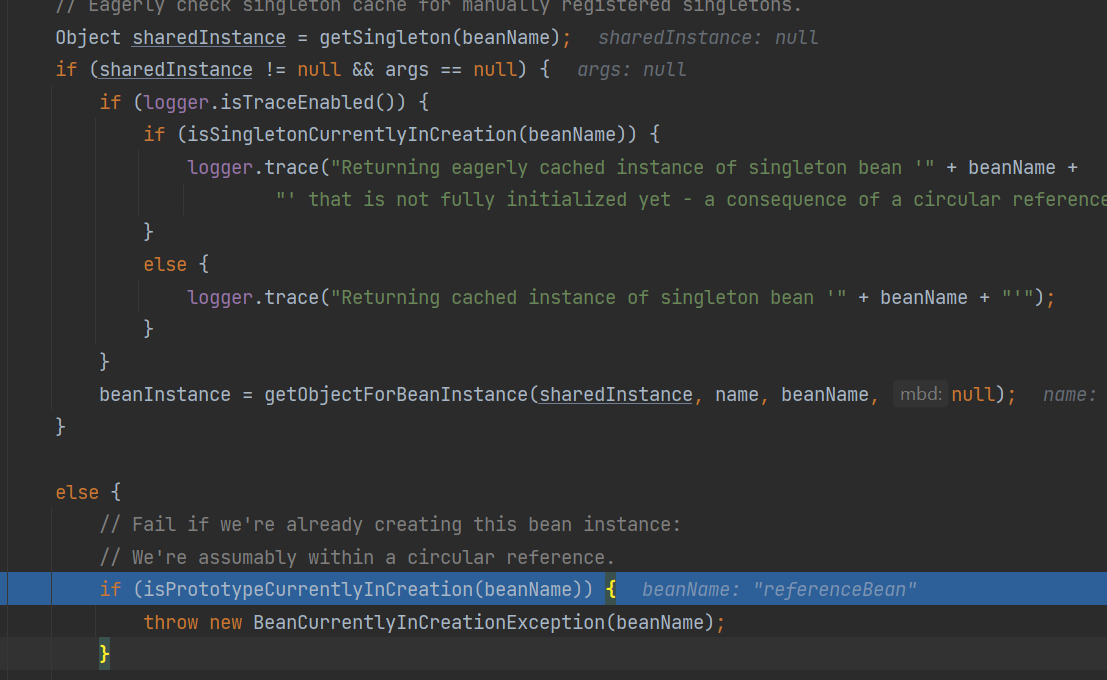 // Eagerly check singleton cache for manually registered singletons.
Object sharedInstance = getSingleton(beanName);  sharedInstance: null
if (sharedInstance != null && args == null) {  args: null
if (logger.isTraceEnabled()) {
if (isSingletonCurrentlyInCreation(beanName)) {
logger.trace("Returning eagerly cached instance of singleton bean '" + beanName +
"' that is not fully initialized yet - a consequence of a circular reference
}
else {
logger.trace("Returning cached instance of singleton bean '" + beanName + "'");
}
}
beanInstance = getObjectForBeanInstance(sharedInstance, name, beanName, mbd: null);  name:
}
else {
// Fail if we're already creating this bean instance:
// We're assumably within a circular reference.
if (isPrototypeCurrentlyInCreation(beanName)) {  beanName: "referenceBean"
throw new BeanCurrentlyInCreationException(beanName);
}